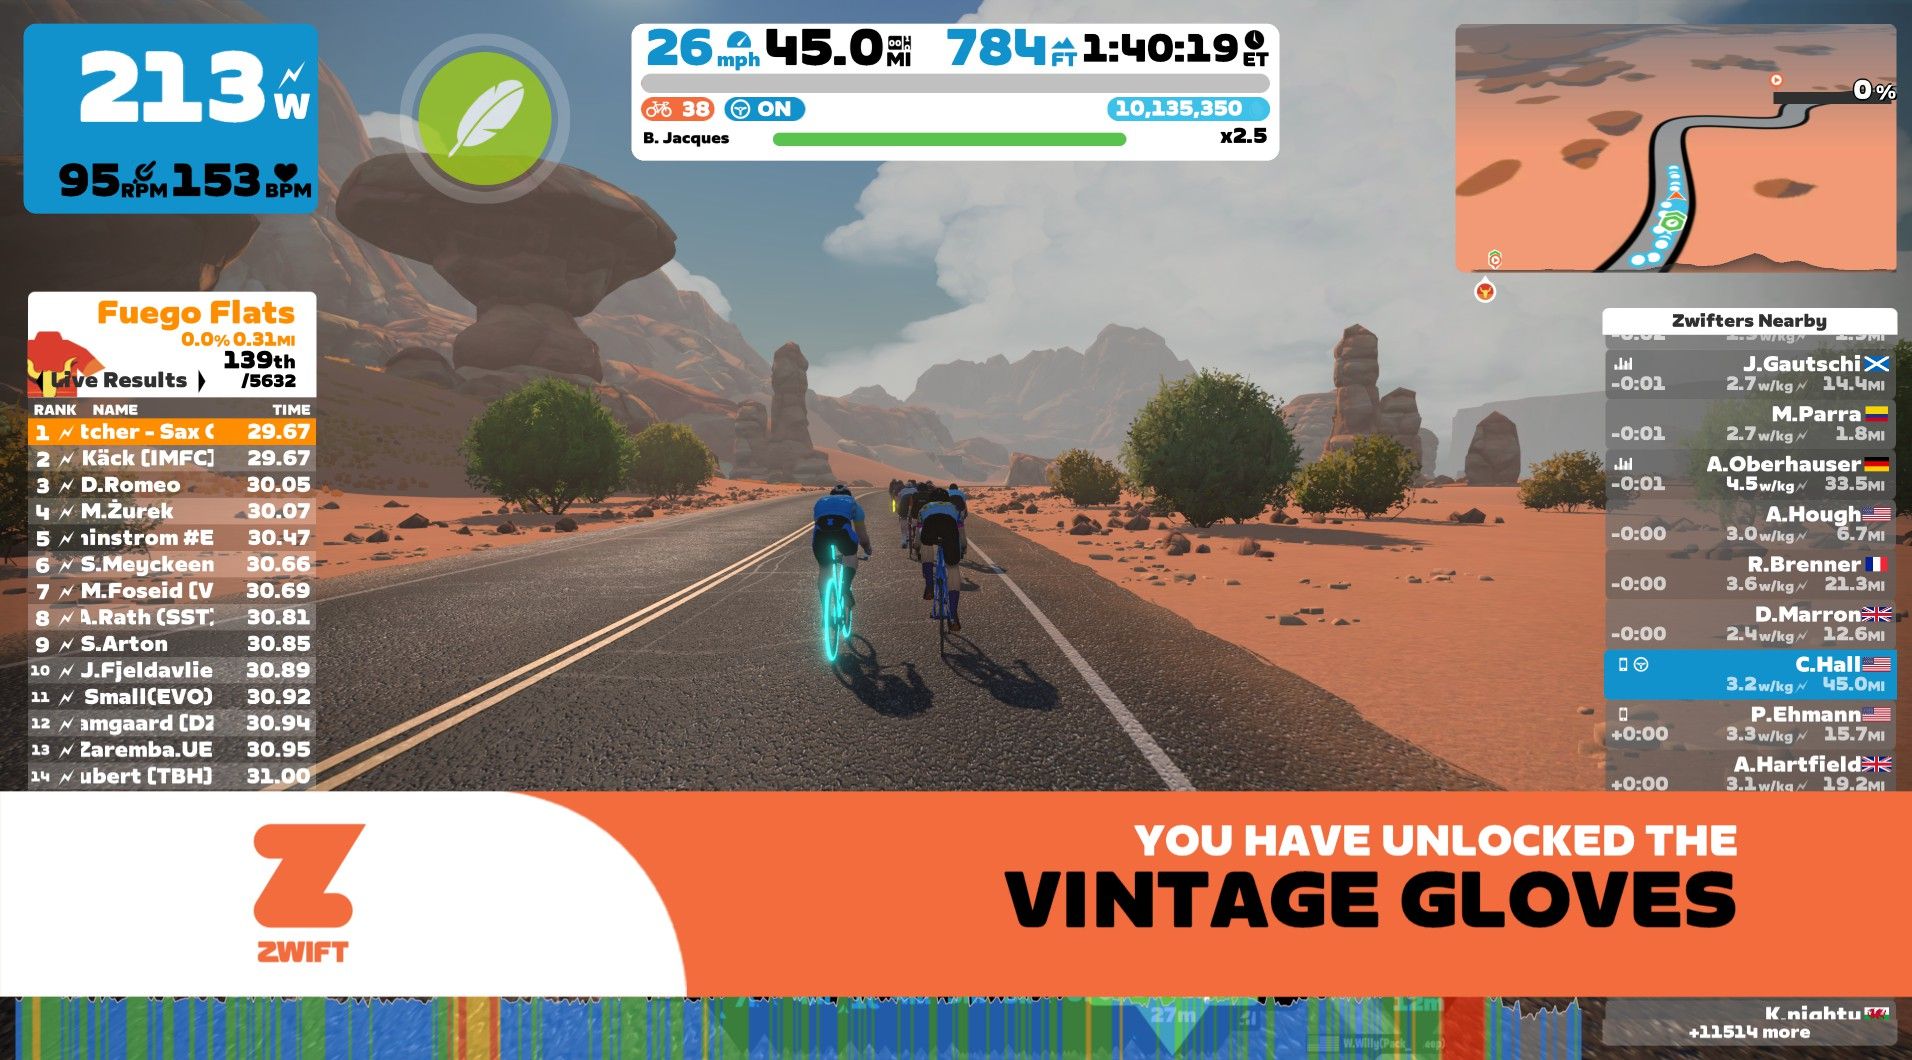 213 W
95 RPM 153 BPM
26 mph 45.0 MI 784 FT 1:40:19 ET
38 ON 10,135,350
B. Jacques x2.5
0 %
Fuego Flats
0.0% 0.31MI
139th
Live Results /5632
RANK NAME TIME
1 tcher - Sax 29.67
2 Käck [IMFC] 29.67
3 D.Romeo 30.05
4 M.Żurek 30.07
5 ninstrom #E 30.47
6 S.Meyckeen 30.66
7 M.Foseid [V 30.69
8 A.Rath (SST) 30.81
9 S.Arton 30.85
10 J.Fjeldavlie 30.89
11 Small(EVO) 30.92
12 amgaard [DZ 30.94
13 Zaremba.UE 30.95
14 ubert [TBH] 31.00
Zwifters Nearby
J.Gautschi
-0:01 2.7w/kg 14.4MI
M.Parra
-0:01 2.7w/kg 1.8MI
A.Oberhauser
-0:01 4.5w/kg 33.5MI
A.Hough
-0:00 3.0w/kg 6.7MI
R.Brenner
-0:00 3.6w/kg 21.3MI
D.Marron
-0:00 2.4w/kg 12.6MI
C.Hall
3.2w/kg 45.0MI
P.Ehmann
+0:00 3.3w/kg 15.7MI
A.Hartfield
+0:00 3.1w/kg 19.2MI
ZWIFT
YOU HAVE UNLOCKED THE
VINTAGE GLOVES
27m
12m
W.Willy(Pack
K.nighty
+11514 more